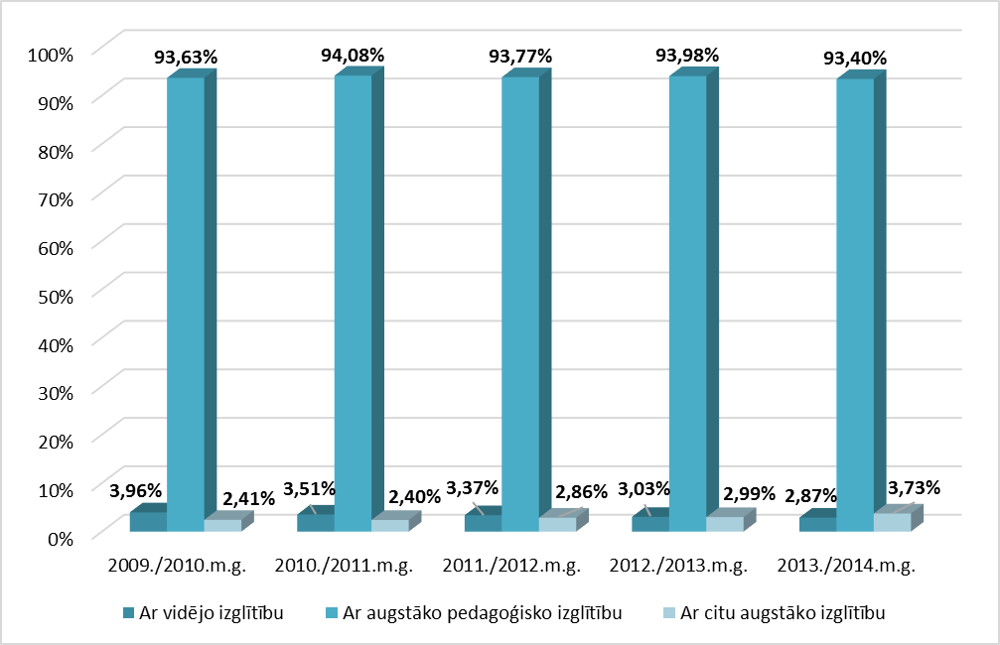 100%
90%
80%
70%
60%
50%
40%
30%
20%
10%
0%
93,63% 94,08% 93,77% 93,98% 93,40%
3,96% 2,41% 3,51% 2,40% 3,37% 2,86% 3,03% 2,99% 2,87% 3,73%
2009./2010.m.g. 2010./2011.m.g. 2011./2012.m.g. 2012./2013.m.g. 2013./2014.m.g.
Ar vidējo izglītību Ar augstāko pedagoģisko izglītību Ar citu augstāko izglītību